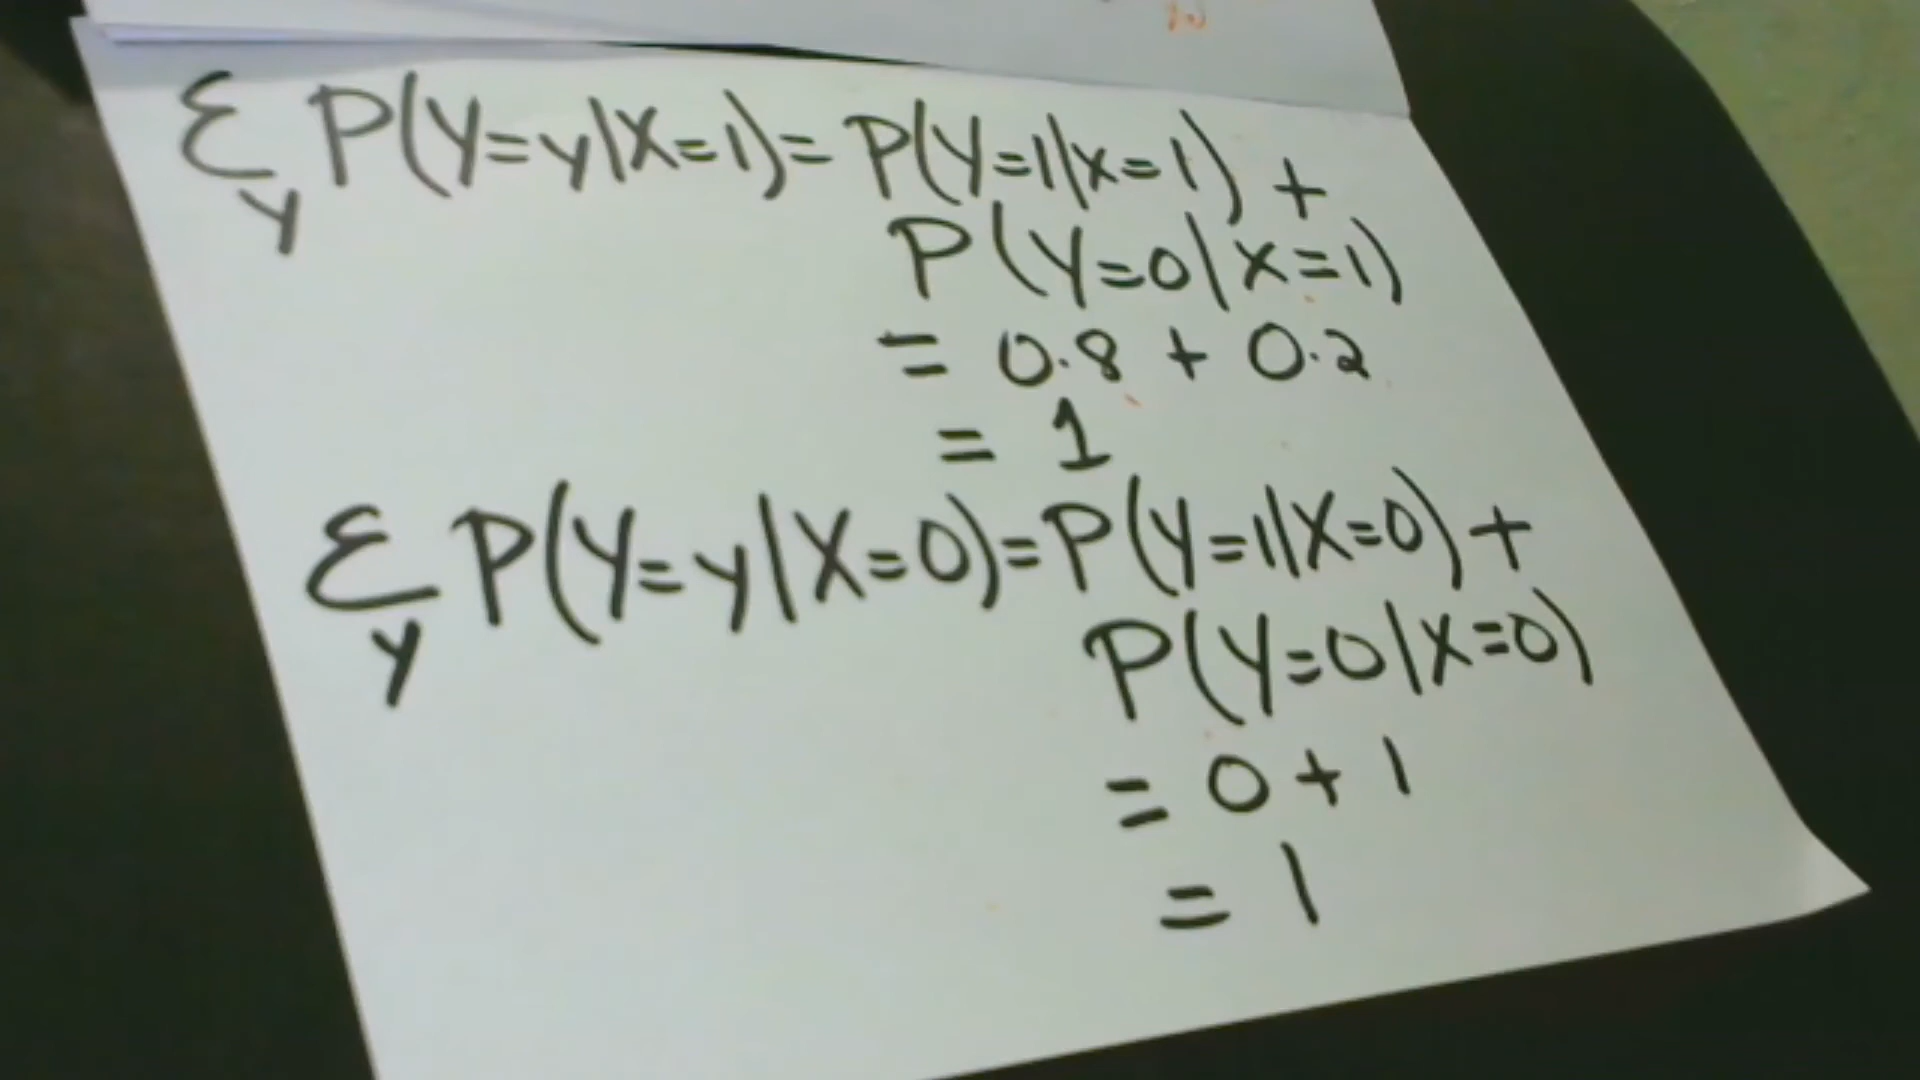 Σ P(Y=y|X=1)= P(Y=1|X=1) +
Y
P(Y=0|X=1)
= 0.8 + 0.2
= 1
Σ P(Y=y|X=0)=P(Y=1|X=0) +
Y
P(Y=0|X=0)
= 0 + 1
= 1